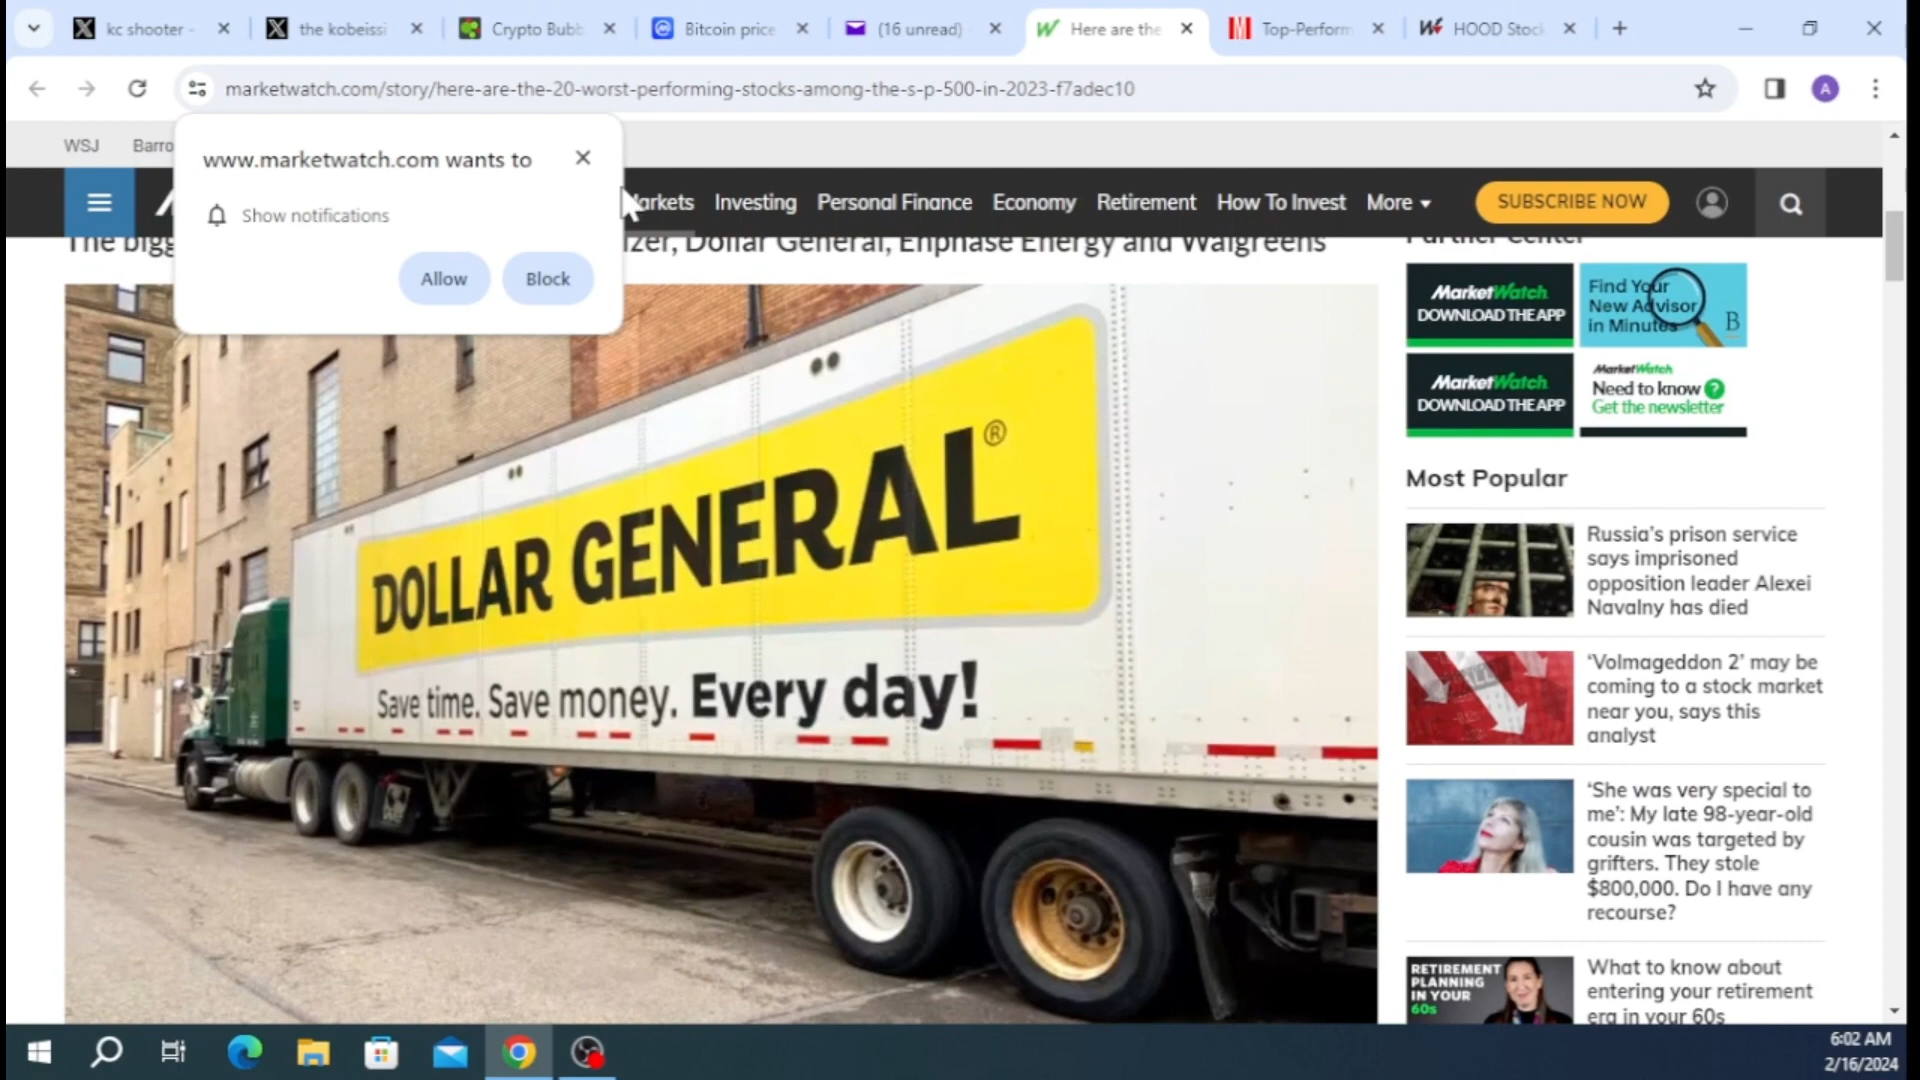 kc shooter -
the kobeissi
Crypto Bubb
Bitcoin price
(16 unread)
Here are the
Top-Perform
HOOD Stock
marketwatch.com/story/here-are-the-20-worst-performing-stocks-among-the-s-p-500-in-2023-f7adec10
A
WSJ
Barro
www.marketwatch.com wants to
Show notifications
Allow
Block
Markets
Investing
Personal Finance
Economy
Retirement
How To Invest
More
SUBSCRIBE NOW
The bigg
izer, Dollar General, Enphase Energy and Walgreens
Partner Center
MarketWatch
DOWNLOAD THE APP
Find Your
New Advisor
in Minutes
B
MarketWatch
DOWNLOAD THE APP
MarketWatch
Need to know ?
Get the newsletter
DOLLAR GENERAL®
Save time. Save money. Every day!
Most Popular
Russia's prison service
says imprisoned
opposition leader Alexei
Navalny has died
'Volmageddon 2' may be
coming to a stock market
near you, says this
analyst
'She was very special to
me': My late 98-year-old
cousin was targeted by
grifters. They stole
$800,000. Do I have any
recourse?
RETIREMENT
PLANNING
IN YOUR
60s
What to know about
entering your retirement
era in your 60s
6:02 AM
2/16/2024